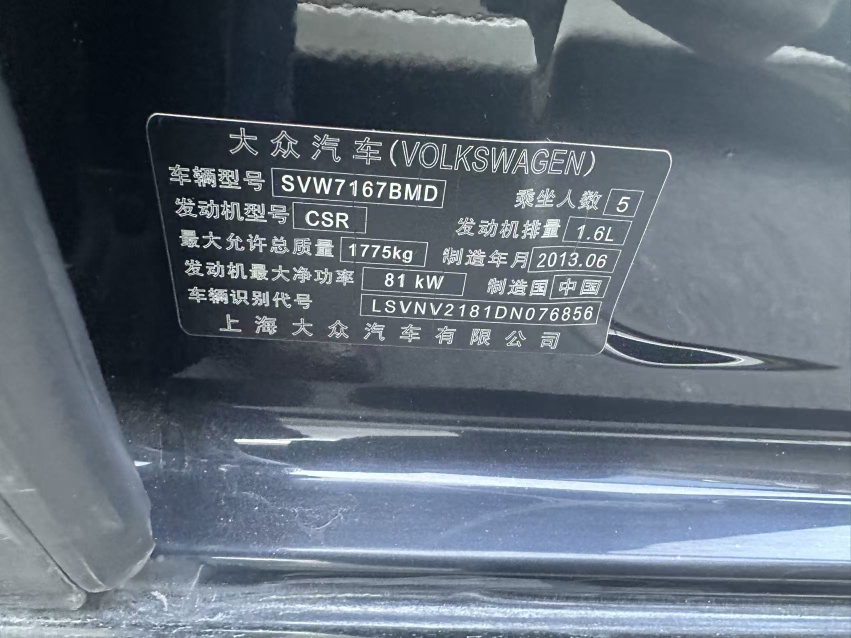 大众汽车(VOLKSWAGEN)
车辆型号 SVW7167BMD 乘坐人数 5
发动机型号 CSR 发动机排量 1.6L
最大允许总质量 1775kg 制造年月 2013.06
发动机最大净功率 81 kW 制造国 中国
车辆识别代号 LSVNV2181DN076856
上海大众汽车有限公司